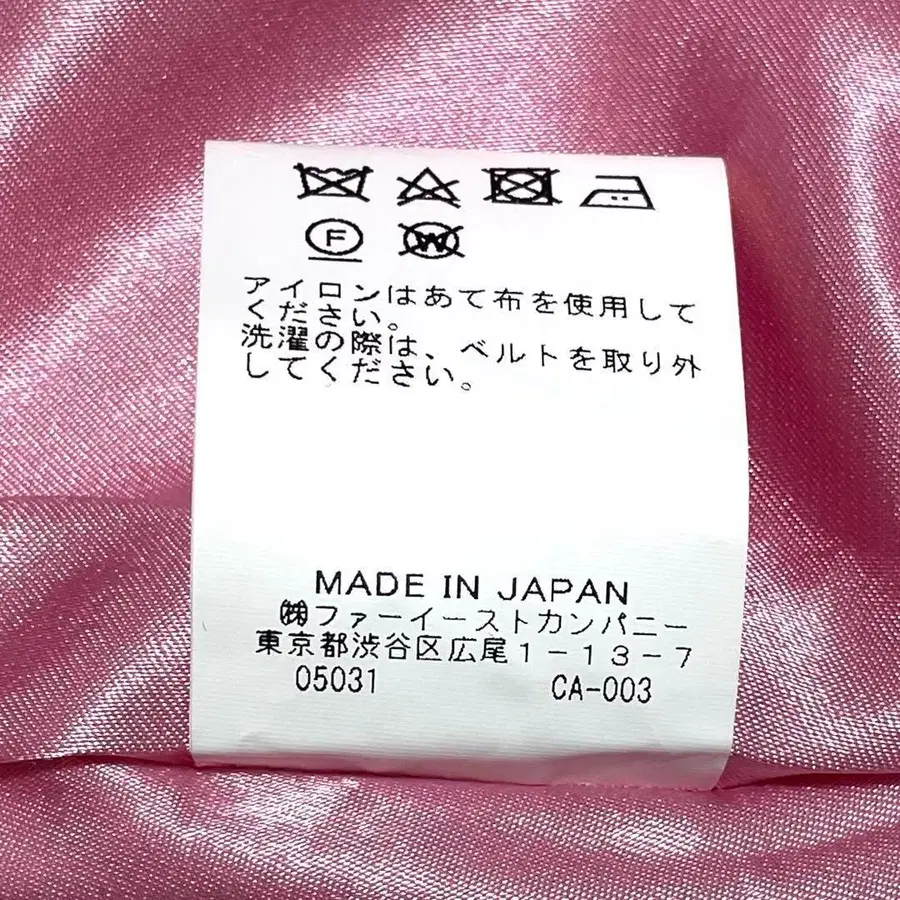 F
W
アイロンはあて布を使用して
ください。
洗濯の際は、ベルトを取り外
してください。
MADE IN JAPAN
㈱ファーイーストカンパニー
東京都渋谷区広尾1-13-7
05031 CA-003